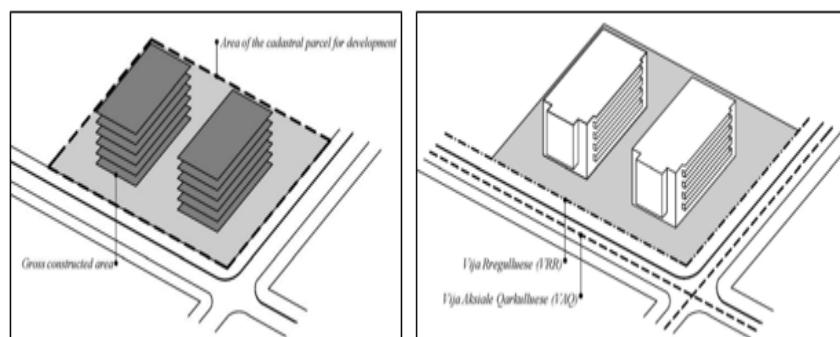 Area of the cadastral parcel for development
Gross constructed area
Vija Rregulluese (VRR)
Vija Aksiale Qarkulluese (VAQ)